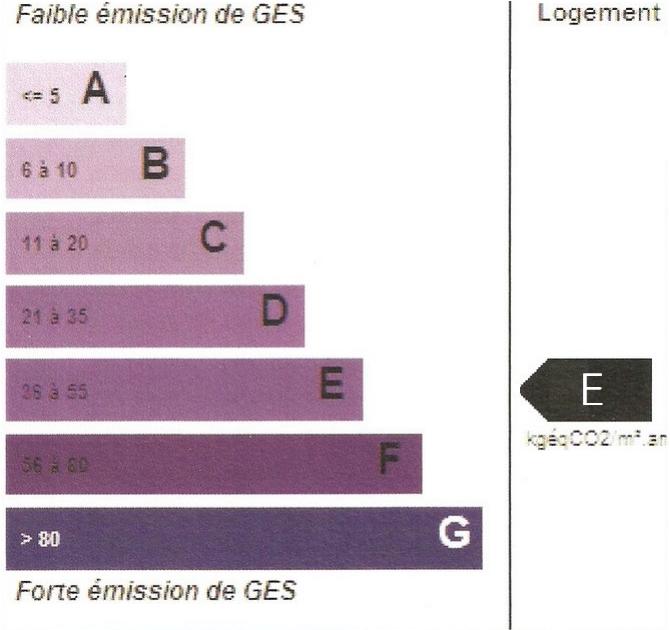 Faible émission de GES
Logement
<= 5 A
6 à 10 B
11 à 20 C
21 à 35 D
36 à 55 E
E
kgéqCO2/m².an
56 à 80 F
> 80 G
Forte émission de GES